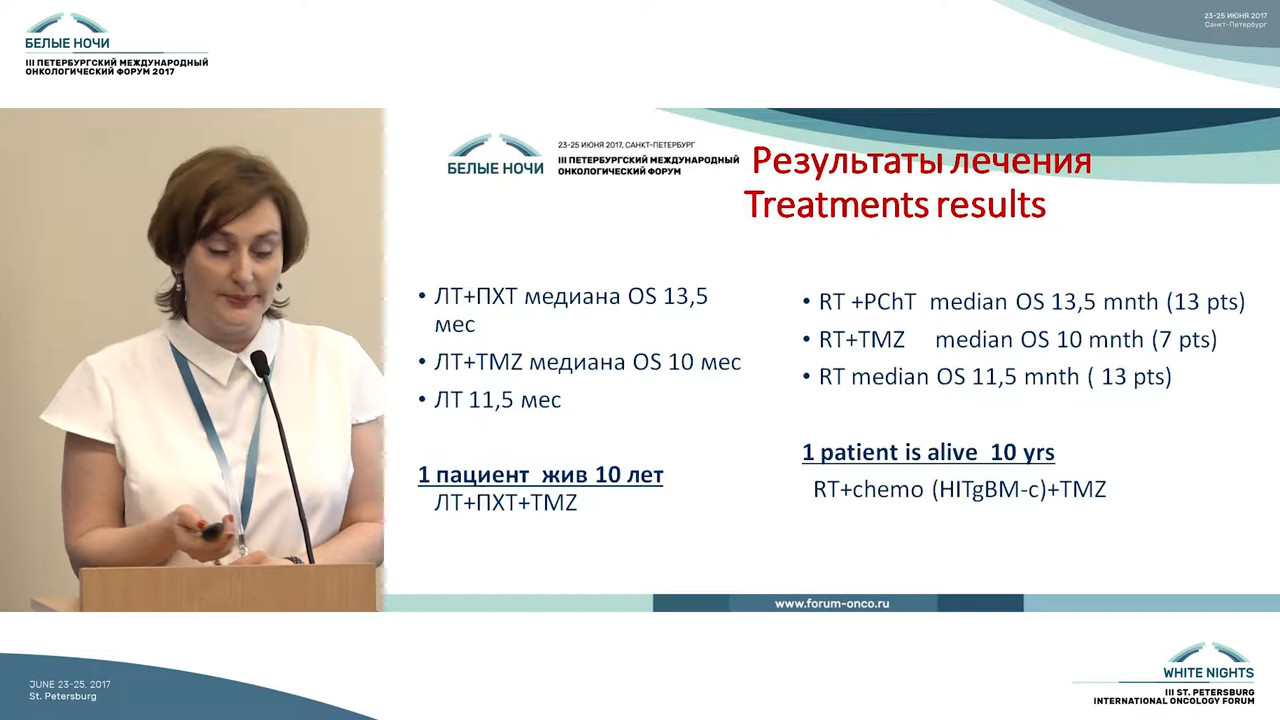 БЕЛЫЕ НОЧИ
III ПЕТЕРБУРГСКИЙ МЕЖДУНАРОДНЫЙ
ОНКОЛОГИЧЕСКИЙ ФОРУМ 2017
23-25 ИЮНЯ 2017
Санкт-Петербург
БЕЛЫЕ НОЧИ
23-25 ИЮНЯ 2017, САНКТ-ПЕТЕРБУРГ
III ПЕТЕРБУРГСКИЙ МЕЖДУНАРОДНЫЙ
ОНКОЛОГИЧЕСКИЙ ФОРУМ
Результаты лечения
Treatments results
• ЛТ+ПХТ медиана OS 13,5
мес
• ЛТ+TMZ медиана OS 10 мес
• ЛТ 11,5 мес
1 пациент жив 10 лет
ЛТ+ПХТ+TMZ
• RT +PChT median OS 13,5 mnth (13 pts)
• RT+TMZ median OS 10 mnth (7 pts)
• RT median OS 11,5 mnth ( 13 pts)
1 patient is alive 10 yrs
RT+chemo (HITgBM-c)+TMZ
www.forum-onco.ru
JUNE 23-25, 2017
St. Petersburg
WHITE NIGHTS
III ST. PETERSBURG
INTERNATIONAL ONCOLOGY FORUM